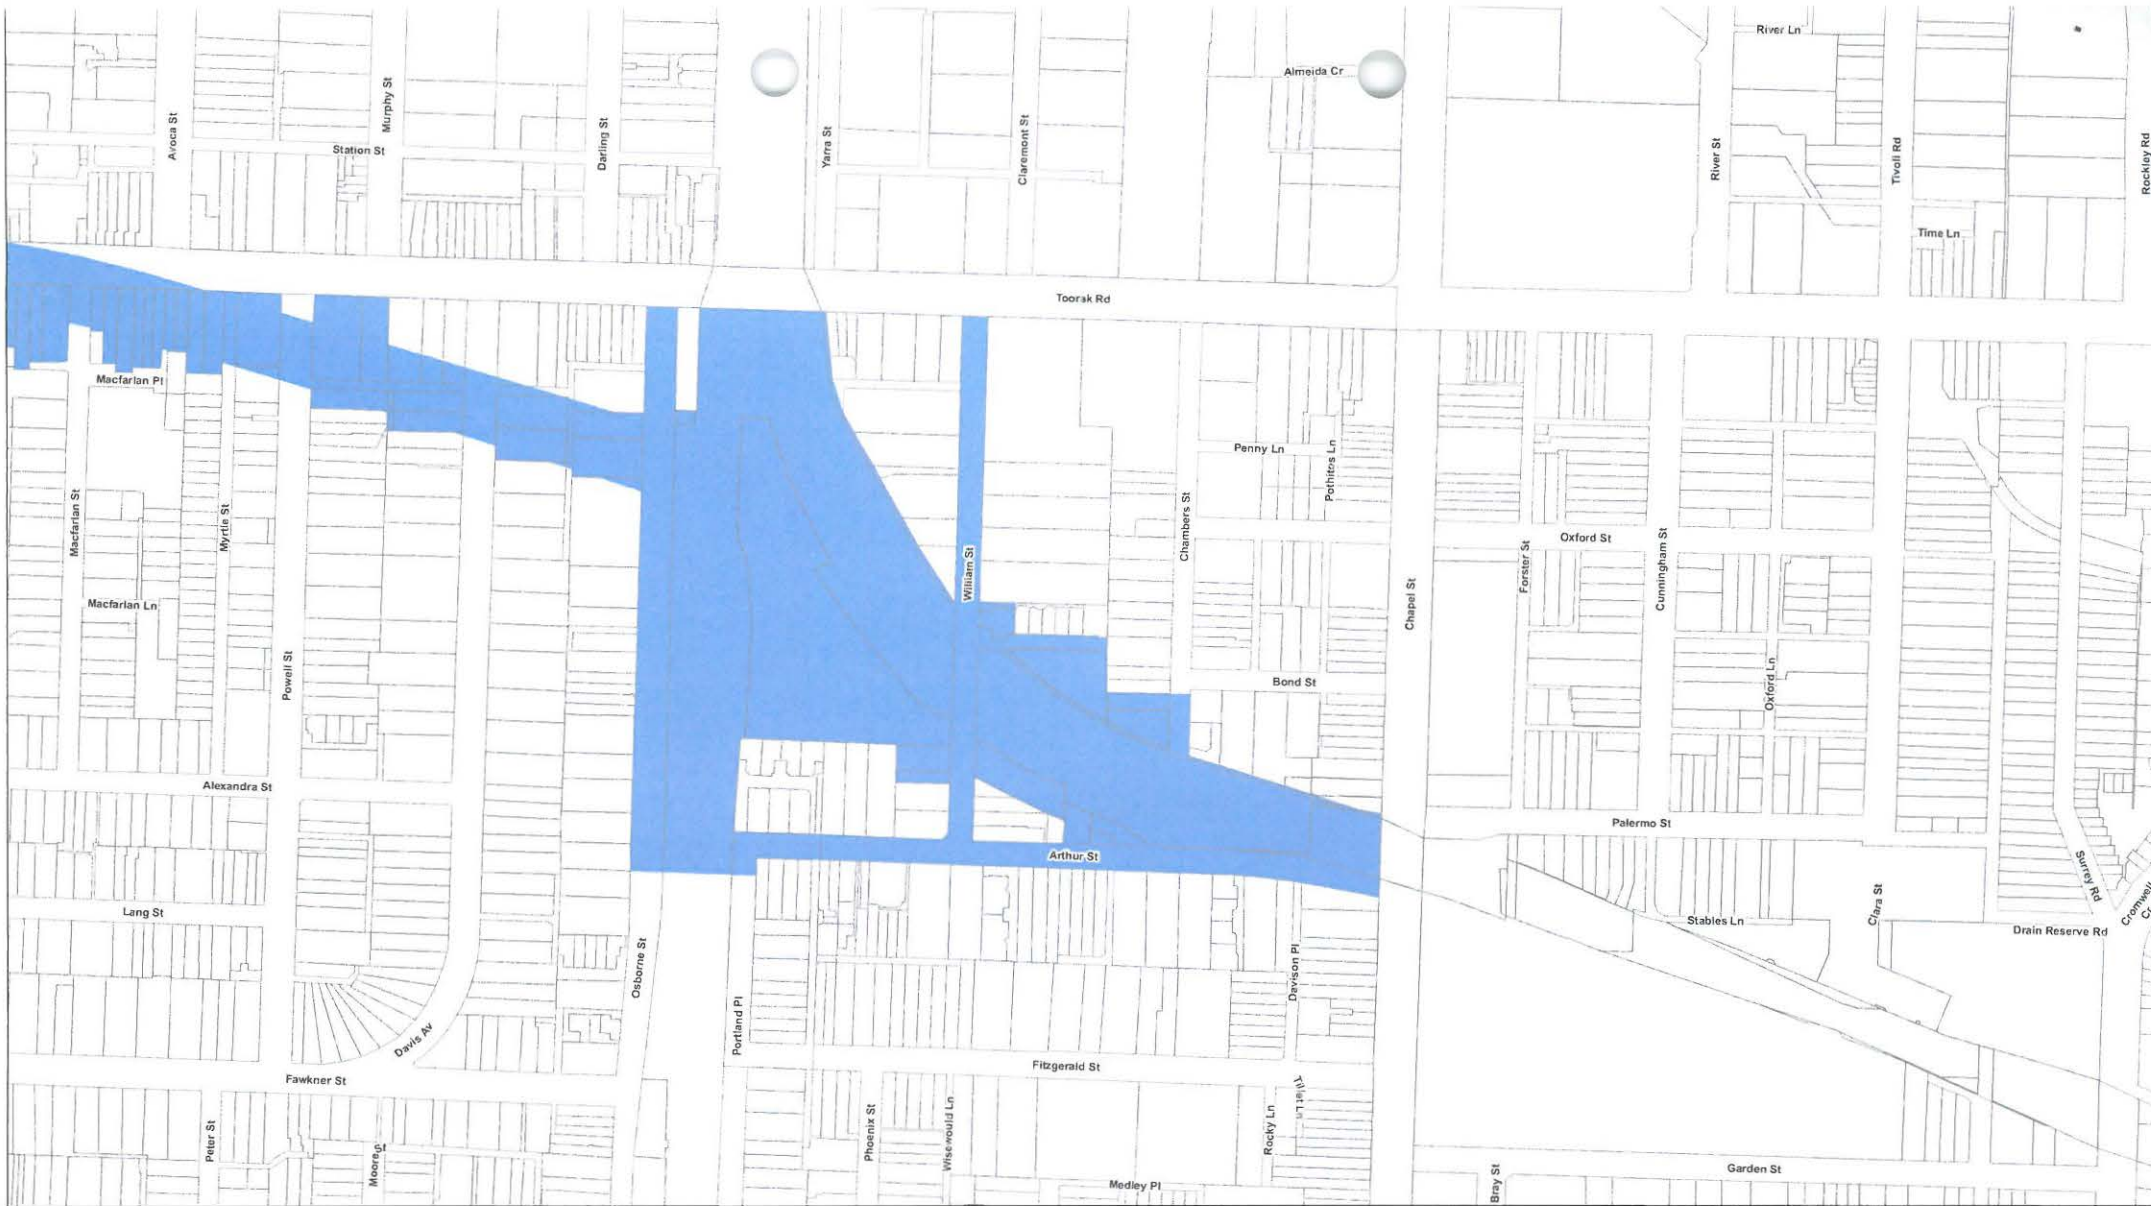 River Ln
Almeida Cr
Avoca St
Murphy St
Station St
Darling St
Yarra St
Claremont St
River St
Tivoli Rd
Rockley Rd
Time Ln
Toorak Rd
Macfarlan Pl
Macfarlan St
Myrtle St
Macfarlan Ln
Powell St
William St
Penny Ln
Chambers St
Chapel St
Forster St
Oxford St
Cunningham St
Oxford Ln
Bond St
Alexandra St
Arthur St
Palermo St
Surrey Rd
Clara St
Stables Ln
Drain Reserve Rd
Lang St
Osborne St
Portland Pl
Davison Pl
Davis Av
Fitzgerald St
Fawkner St
Peter St
Moore St
Phoenix St
Wisewould Ln
Rocky Ln
Medley Pl
Bray St
Garden St